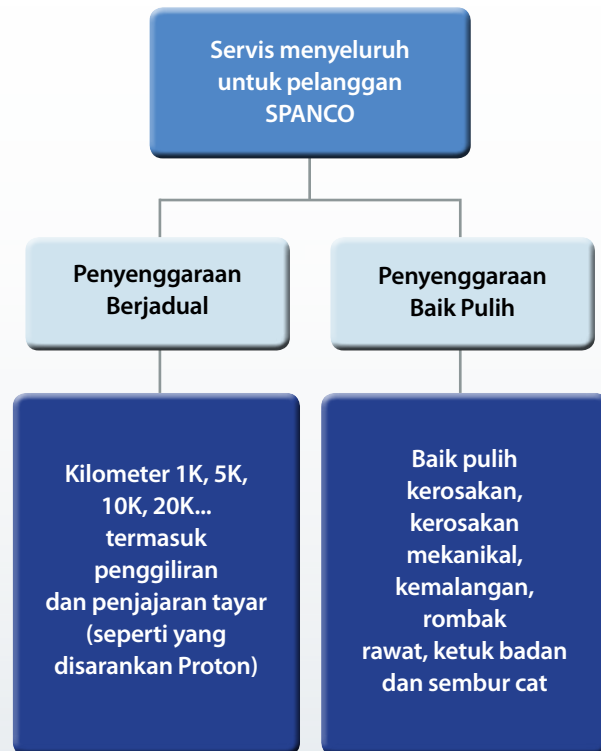 Servis menyeluruh
untuk pelanggan
SPANCO
Penyenggaraan
Berjadual
Kilometer 1K, 5K,
10K, 20K...
termasuk
penggiliran
dan penjajaran tayar
(seperti yang
disarankan Proton)
Penyenggaraan
Baik Pulih
Baik pulih
kerosakan,
kerosakan
mekanikal,
kemalangan,
rombak
rawat, ketuk badan
dan sembur cat